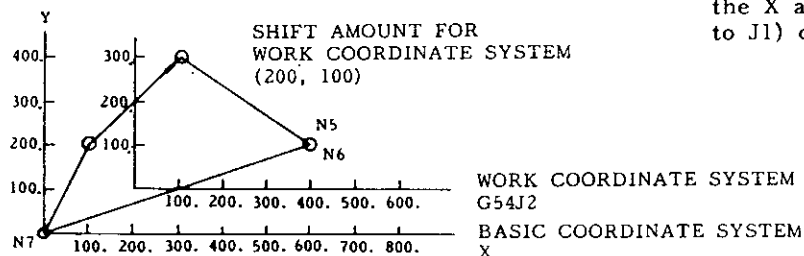 Y
the X a
to J1) o
SHIFT AMOUNT FOR
WORK COORDINATE SYSTEM
(200, 100)
400.
300.
300.
200.
200.
100.
100.
N5
N6
100. 200. 300. 400. 500. 600.
WORK COORDINATE SYSTEM
G54J2
N7
100. 200. 300. 400. 500. 600. 700. 800.
BASIC COORDINATE SYSTEM
X